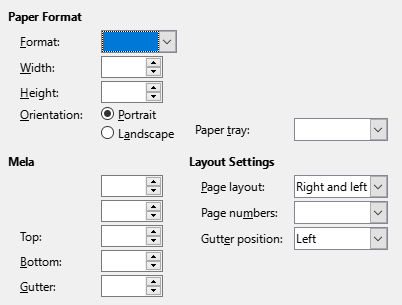 Paper Format
Format:
Width:
Height:
Orientation:
Portrait
Landscape
Paper tray:
Mela
Top:
Bottom:
Gutter:
Layout Settings
Page layout:
Right and left
Page numbers:
Gutter position:
Left